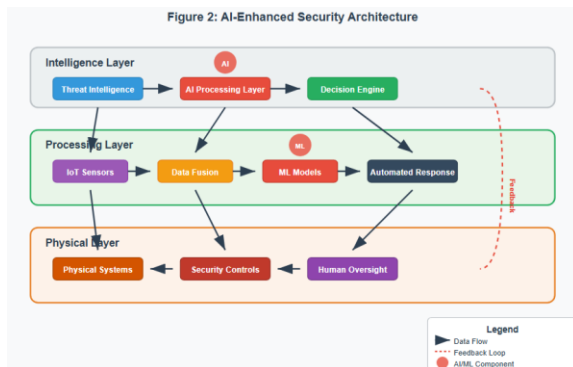 Figure 2: AI-Enhanced Security Architecture
AI
Intelligence Layer
Threat Intelligence
AI Processing Layer
Decision Engine
ML
Processing Layer
IoT Sensors
Data Fusion
ML Models
Automated Response
Feedback
Physical Layer
Physical Systems
Security Controls
Human Oversight
Legend
Data Flow
Feedback Loop
AI/ML Component